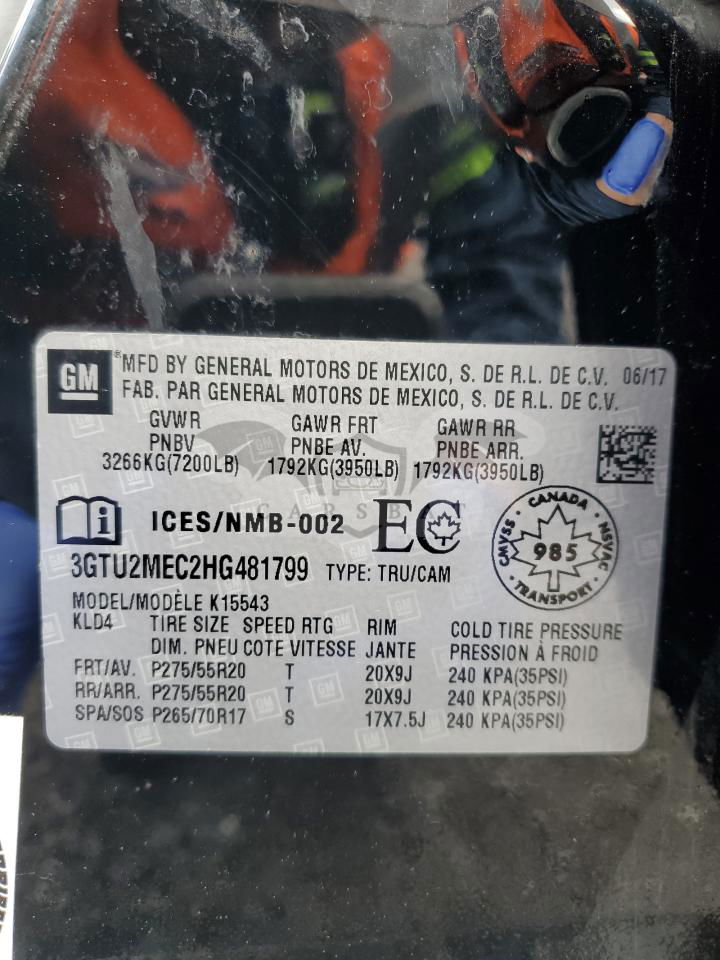 GM
®MFD BY GENERAL MOTORS DE MEXICO, S. DE R.L. DE C.V. 06/17
FAB. PAR GENERAL MOTORS DE MEXICO, S. DE R.L. DE C.V.
GVWR GAWR FRT GAWR RR
PNBV PNBE AV. PNBE ARR.
3266KG(7200LB) 1792KG(3950LB) 1792KG(3950LB)
CARSBAT
i ICES/NMB-002 EC
CANADA
CMVSS • NSVAC
985
TRANSPORT
3GTU2MEC2HG481799 TYPE: TRU/CAM
MODEL/MODÈLE K15543
KLD4 TIRE SIZE SPEED RTG RIM COLD TIRE PRESSURE
DIM. PNEU COTE VITESSE JANTE PRESSION À FROID
FRT/AV. P275/55R20 T 20X9J 240 KPA(35PSI)
RR/ARR. P275/55R20 T 20X9J 240 KPA(35PSI)
SPA/SOS P265/70R17 S 17X7.5J 240 KPA(35PSI)